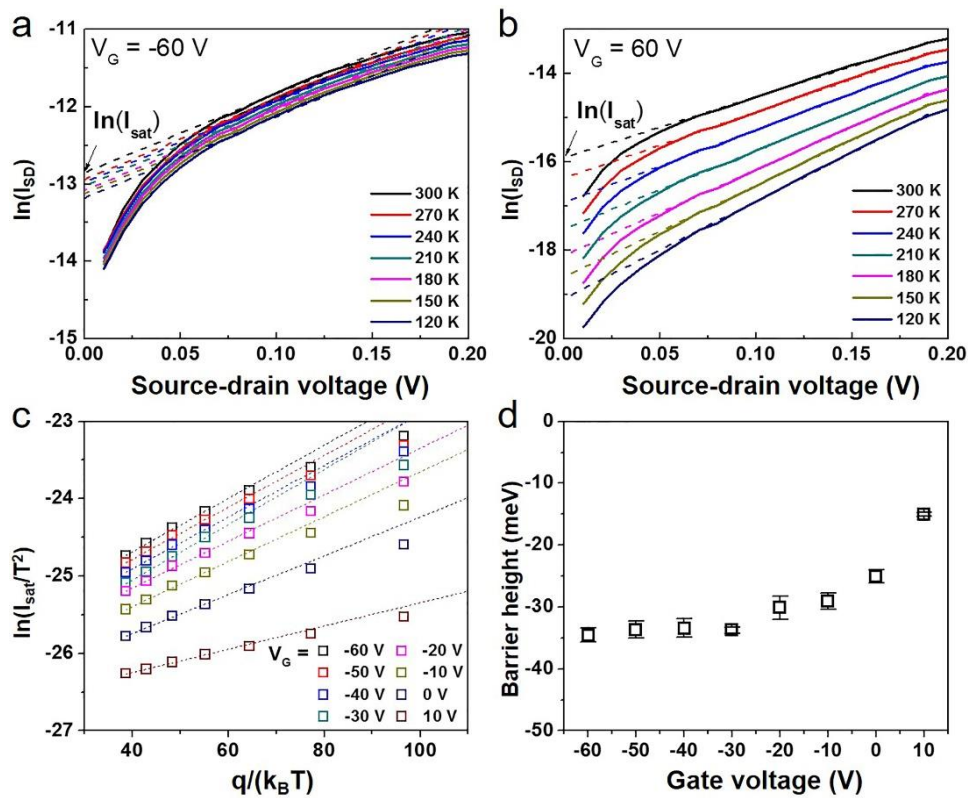 a
V_G = -60 V
ln(I_sat)
ln(I_SD)
-11
-12
-13
-14
-15
300 K
270 K
240 K
210 K
180 K
150 K
120 K
0.00
0.05
0.10
0.15
0.20
Source-drain voltage (V)
b
V_G = 60 V
ln(I_sat)
ln(I_SD)
-14
-16
-18
-20
300 K
270 K
240 K
210 K
180 K
150 K
120 K
0.00
0.05
0.10
0.15
0.20
Source-drain voltage (V)
c
ln(I_sat/T²)
-23
-24
-25
-26
-27
V_G =
-60 V
-50 V
-40 V
-30 V
-20 V
-10 V
0 V
10 V
40
60
80
100
q/(k_BT)
d
Barrier height (meV)
0
-10
-20
-30
-40
-50
-60
-50
-40
-30
-20
-10
0
10
Gate voltage (V)